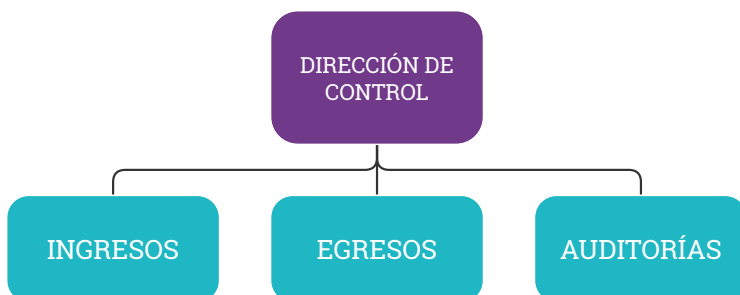 DIRECCIÓN DE
CONTROL
INGRESOS
EGRESOS
AUDITORÍAS